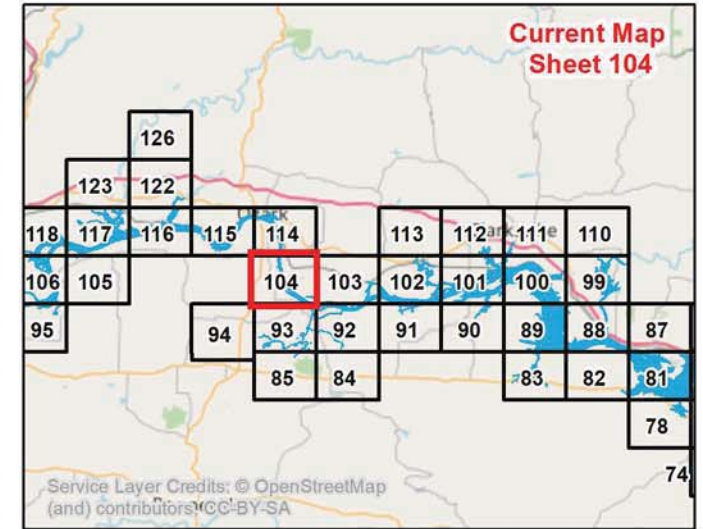 Current Map
Sheet 104
126
123 122
118 117 116 115 114 113 112 111 110
106 105 104 103 102 101 100 99
95 94 93 92 91 90 89 88 87
85 84 83 82 81
78
74
Service Layer Credits: © OpenStreetMap
(and) contributors, CC-BY-SA